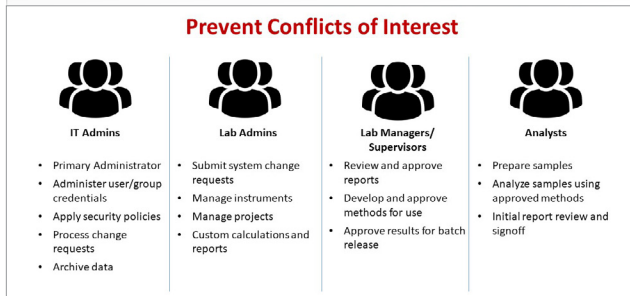 Prevent Conflicts of Interest
IT Admins
• Primary Administrator
• Administer user/group
credentials
• Apply security policies
• Process change
requests
• Archive data
Lab Admins
• Submit system change
requests
• Manage instruments
• Manage projects
• Custom calculations and
reports
Lab Managers/
Supervisors
• Review and approve
reports
• Develop and approve
methods for use
• Approve results for batch
release
Analysts
• Prepare samples
• Analyze samples using
approved methods
• Initial report review and
signoff